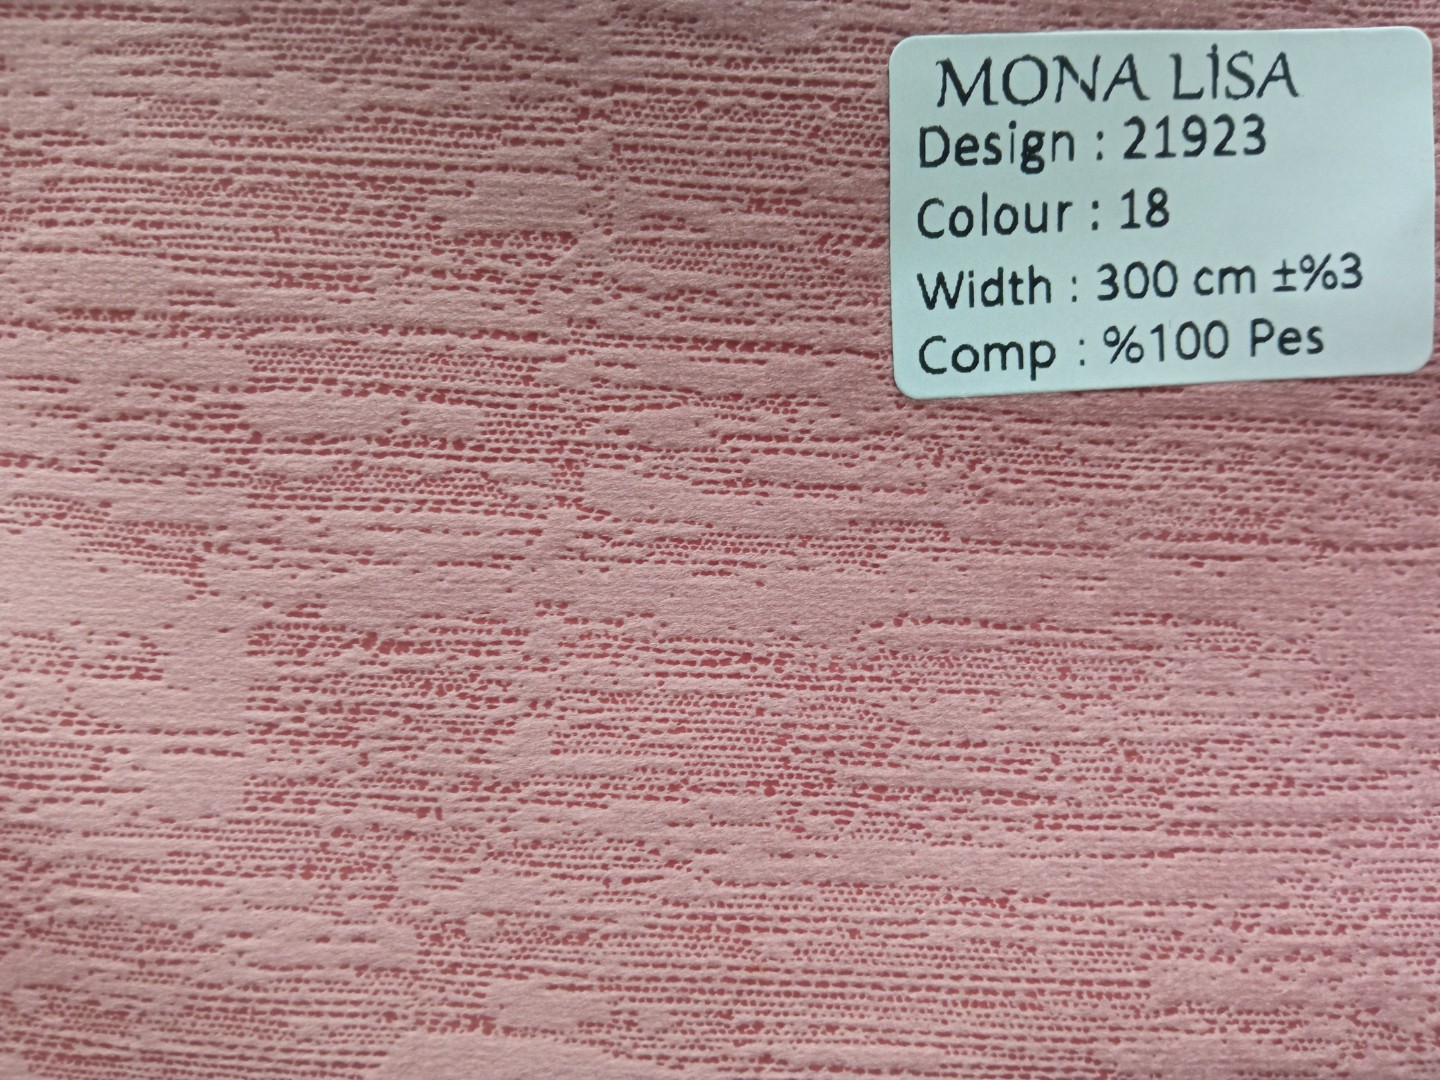 MONA LİSA
Design : 21923
Colour : 18
Width : 300 cm ±%3
Comp : %100 Pes